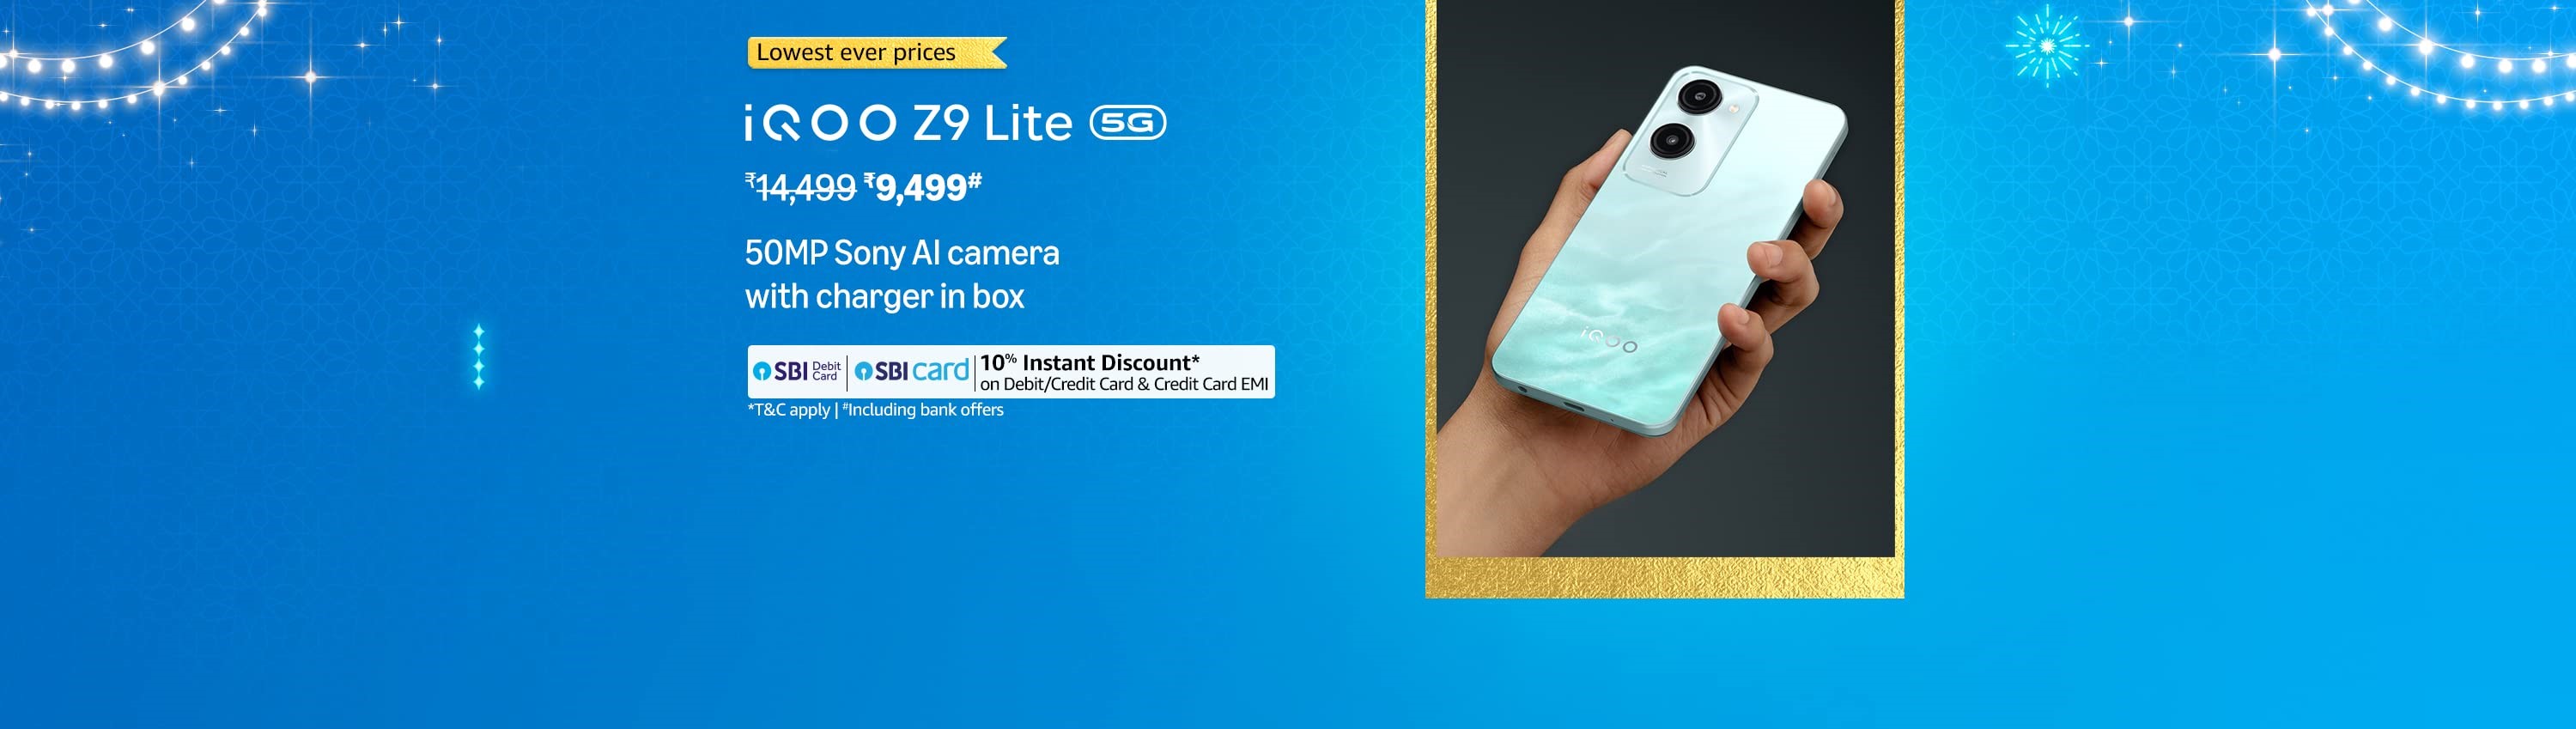 Lowest ever prices
iQOO Z9 Lite 5G
₹14,499 ₹9,499#
50MP Sony AI camera
with charger in box
SBI Debit Card | SBI card | 10% Instant Discount*
on Debit/Credit Card & Credit Card EMI
*T&C apply | #Including bank offers
iQOO